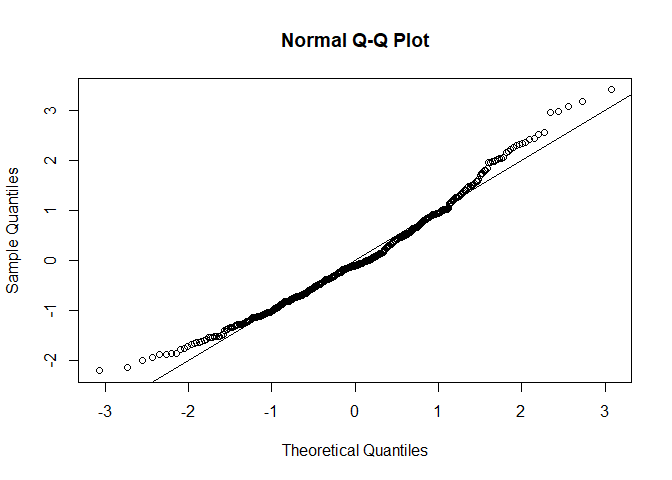 Normal Q-Q Plot
Sample Quantiles
3
2
1
0
-1
-2
-3 -2 -1 0 1 2 3
Theoretical Quantiles